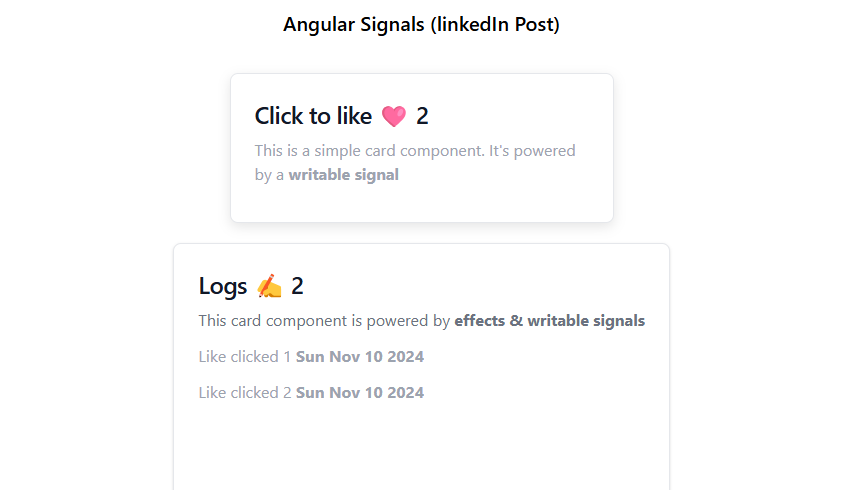 Angular Signals (linkedIn Post)
Click to like 💖 2
This is a simple card component. It's powered
by a writable signal
Logs ✍️ 2
This card component is powered by effects & writable signals
Like clicked 1 Sun Nov 10 2024
Like clicked 2 Sun Nov 10 2024